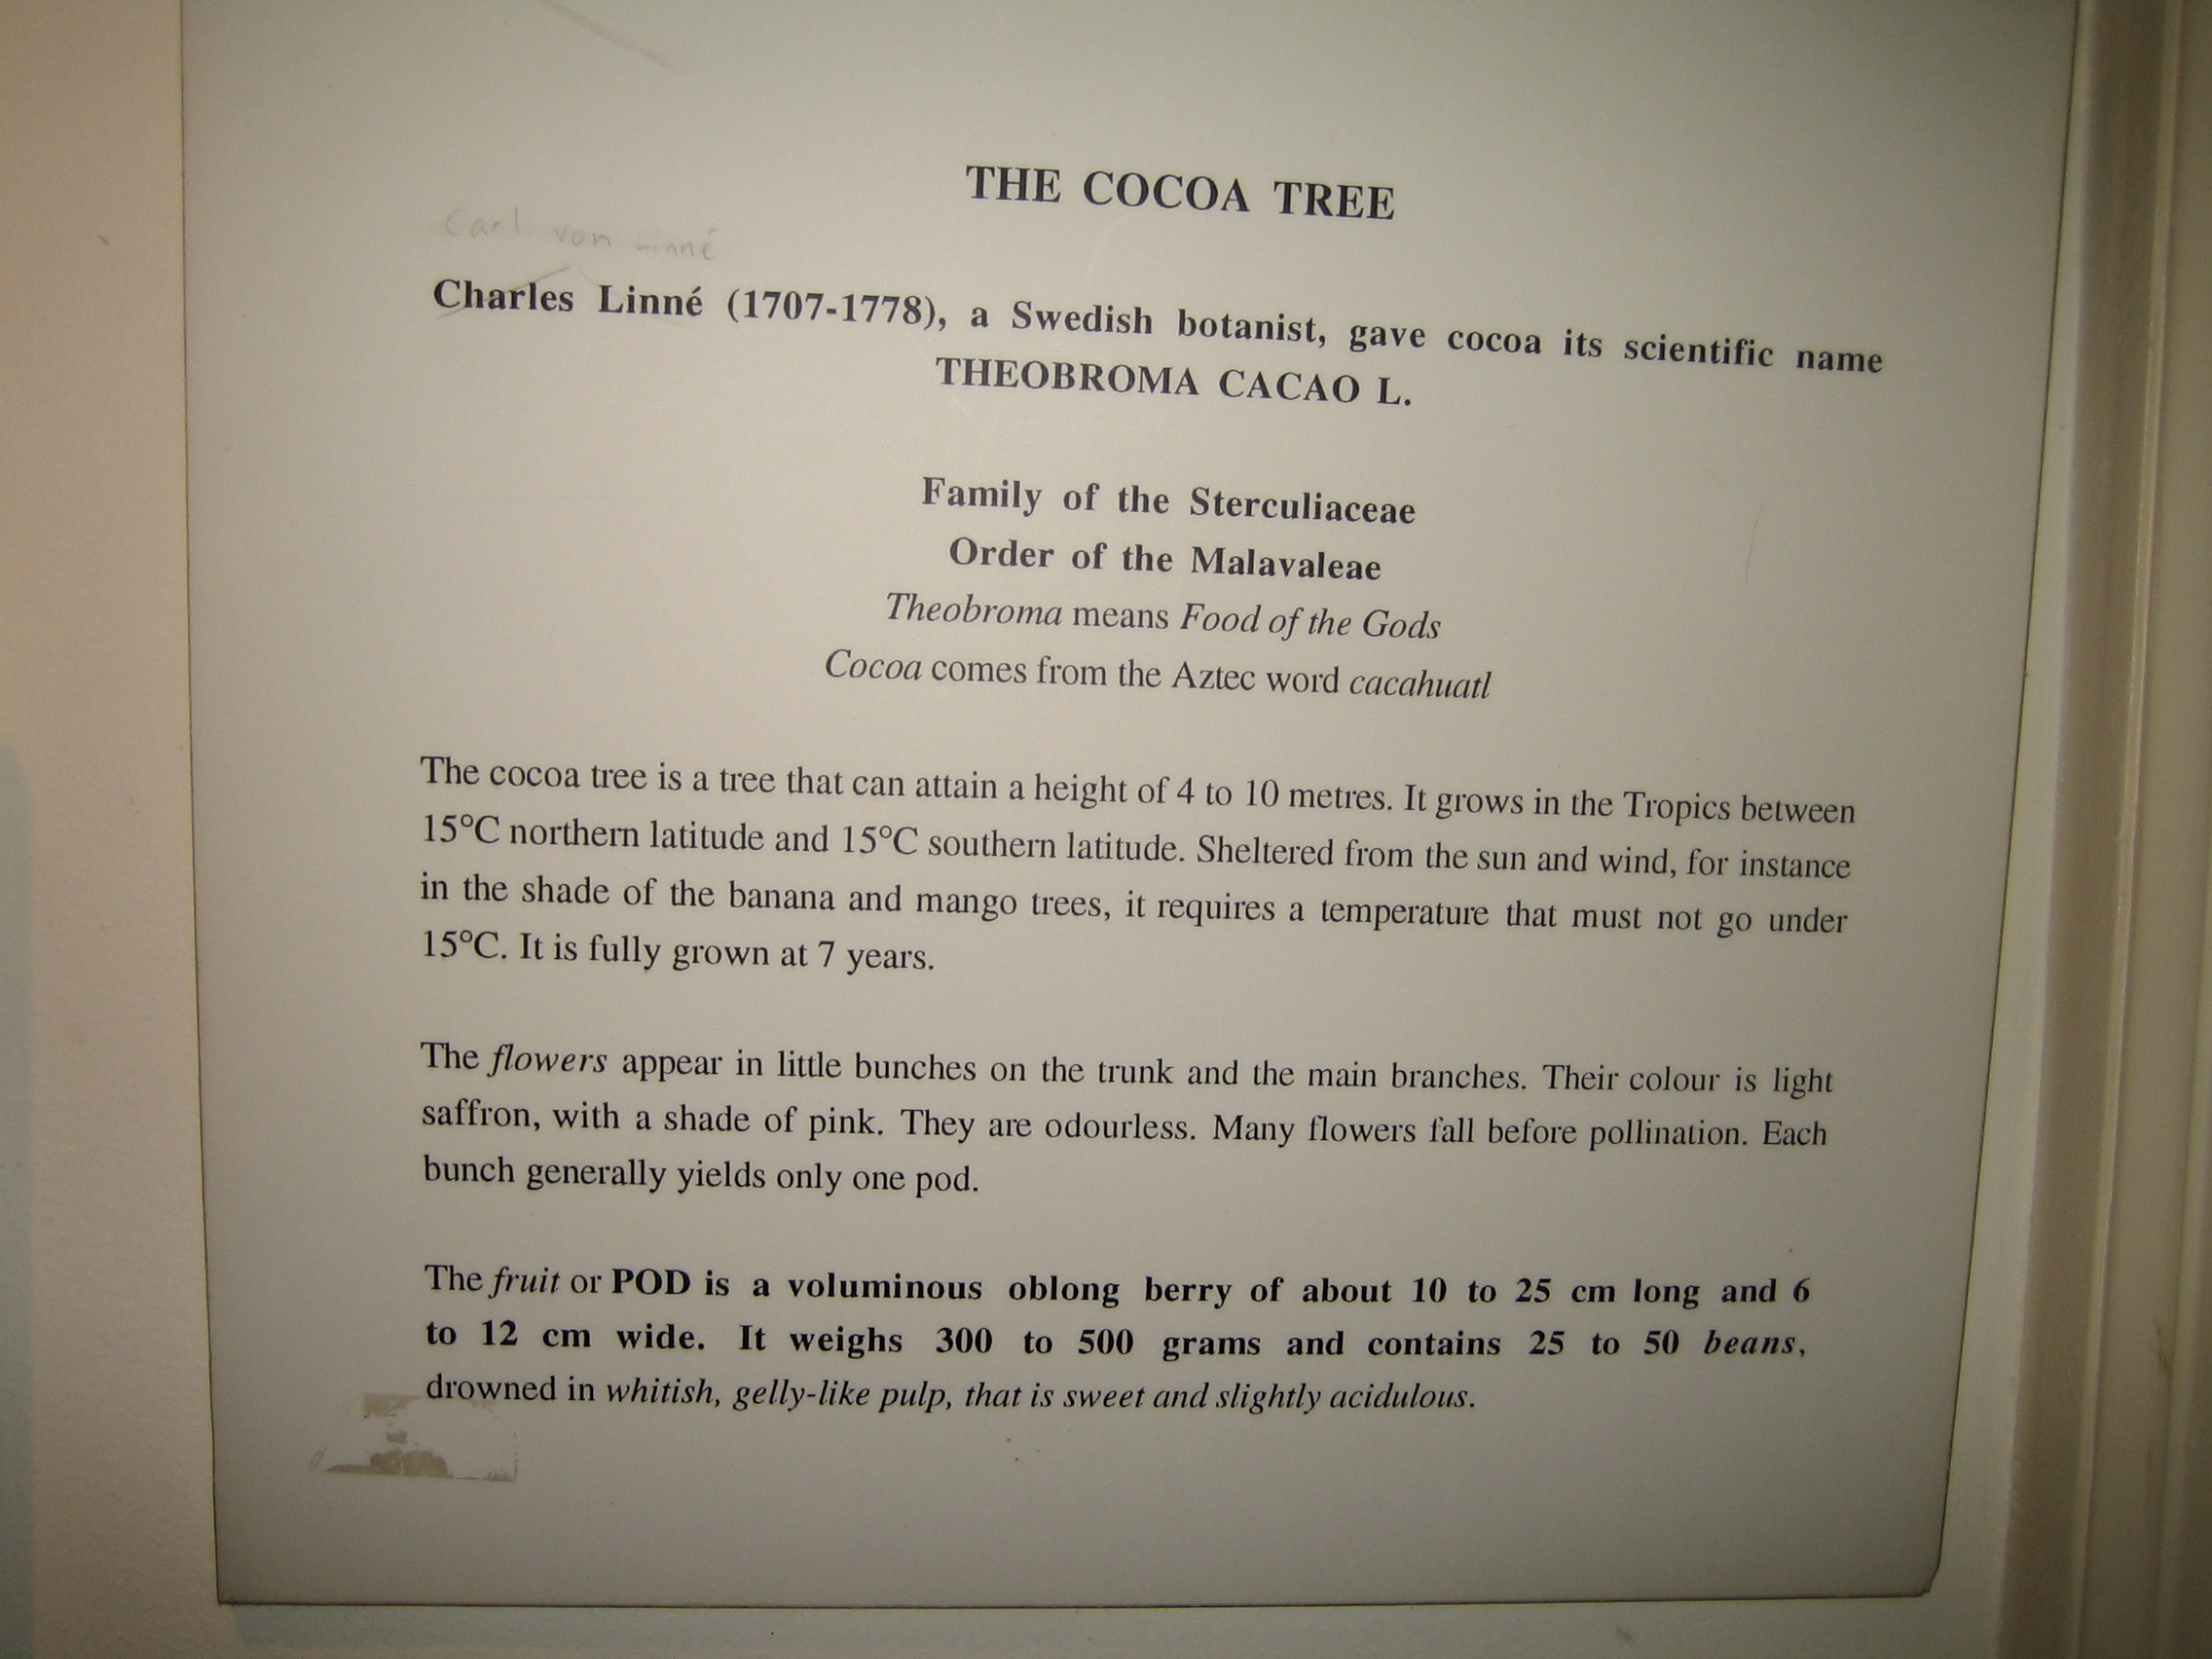 THE COCOA TREE
Carl von Linné
Charles Linné (1707-1778), a Swedish botanist, gave cocoa its scientific name
THEOBROMA CACAO L.
Family of the Sterculiaceae
Order of the Malavaleae
Theobroma means Food of the Gods
Cocoa comes from the Aztec word cacahuatl
The cocoa tree is a tree that can attain a height of 4 to 10 metres. It grows in the Tropics between
15°C northern latitude and 15°C southern latitude. Sheltered from the sun and wind, for instance
in the shade of the banana and mango trees, it requires a temperature that must not go under
15°C. It is fully grown at 7 years.
The flowers appear in little bunches on the trunk and the main branches. Their colour is light
saffron, with a shade of pink. They are odourless. Many flowers fall before pollination. Each
bunch generally yields only one pod.
The fruit or POD is a voluminous oblong berry of about 10 to 25 cm long and 6
to 12 cm wide. It weighs 300 to 500 grams and contains 25 to 50 beans,
drowned in whitish, gelly-like pulp, that is sweet and slightly acidulous.